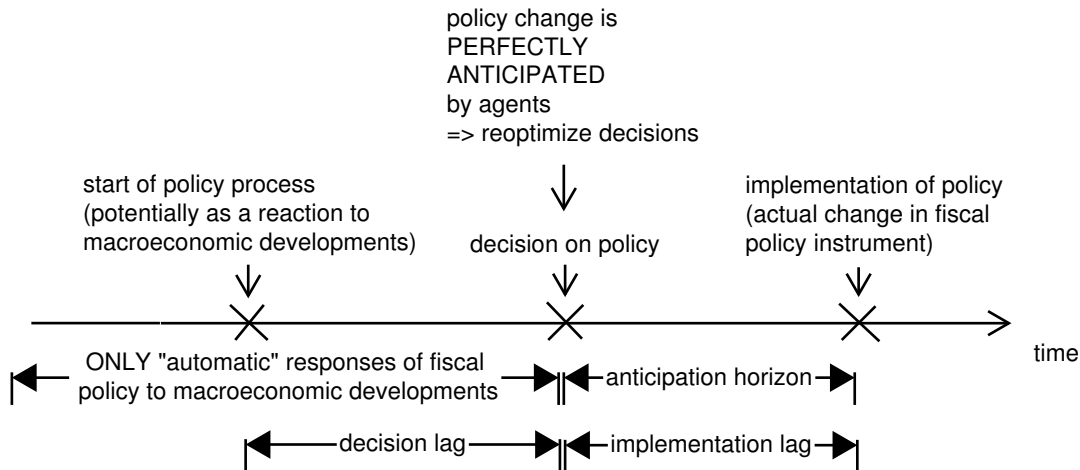 policy change is
PERFECTLY
ANTICIPATED
by agents
=> reoptimize decisions
start of policy process
(potentially as a reaction to
macroeconomic developments)
decision on policy
implementation of policy
(actual change in fiscal
policy instrument)
time
ONLY "automatic" responses of fiscal
policy to macroeconomic developments
anticipation horizon
decision lag
implementation lag